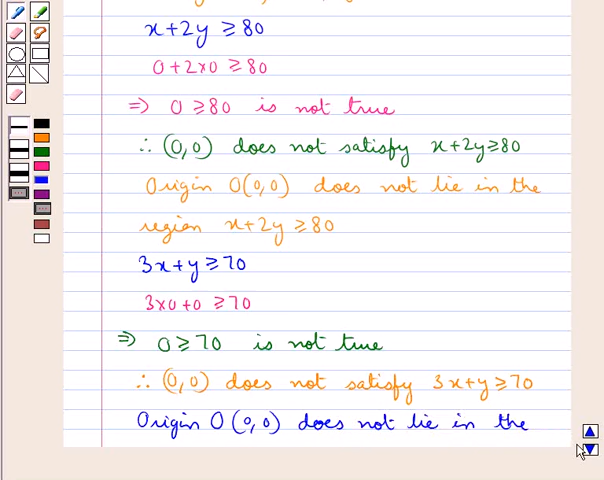 x+2y ≥ 80
0+2×0 ≥ 80
⇒ 0 ≥ 80 is not true
∴ (0,0) does not satisfy x+2y ≥ 80
Origin O(0,0) does not lie in the
region x+2y ≥ 80
3x+y ≥ 70
3×0+0 ≥ 70
⇒ 0 ≥ 70 is not true
∴ (0,0) does not satisfy 3x+y ≥ 70
Origin O(0,0) does not lie in the